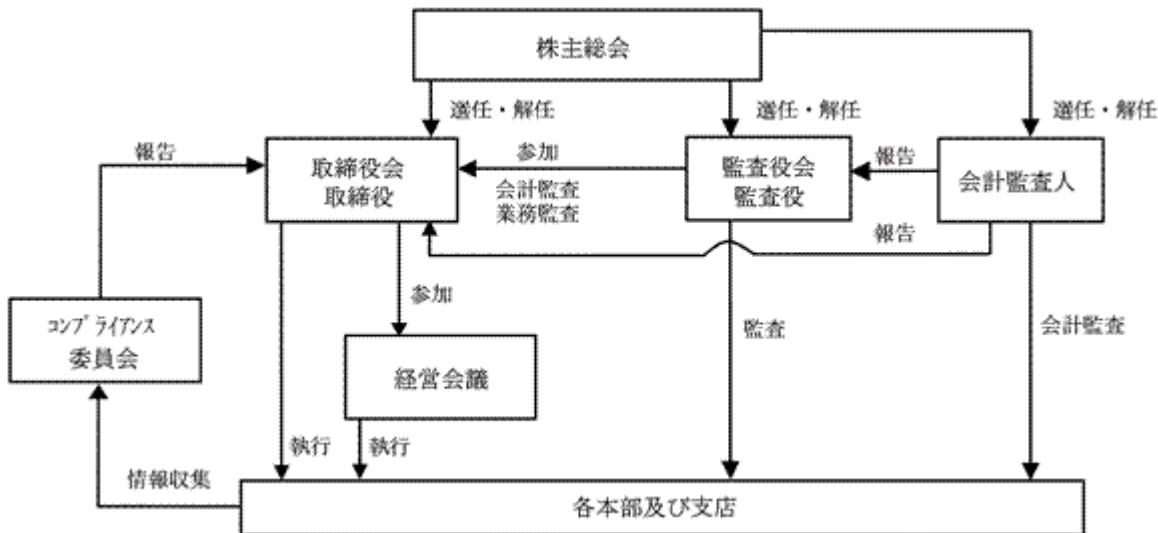 株主総会
選任・解任
選任・解任
選任・解任
報告
取締役会
取締役
参加
会計監査
業務監査
監査役会
監査役
報告
会計監査人
報告
参加
コンプライアンス
委員会
経営会議
監査
会計監査
執行
執行
情報収集
各本部及び支店